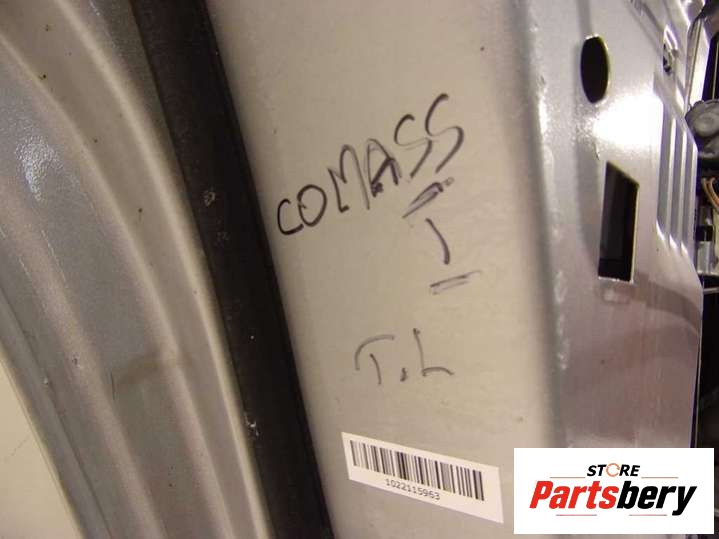 COMASS
I
T.L
1022115963
STORE
Partsbery